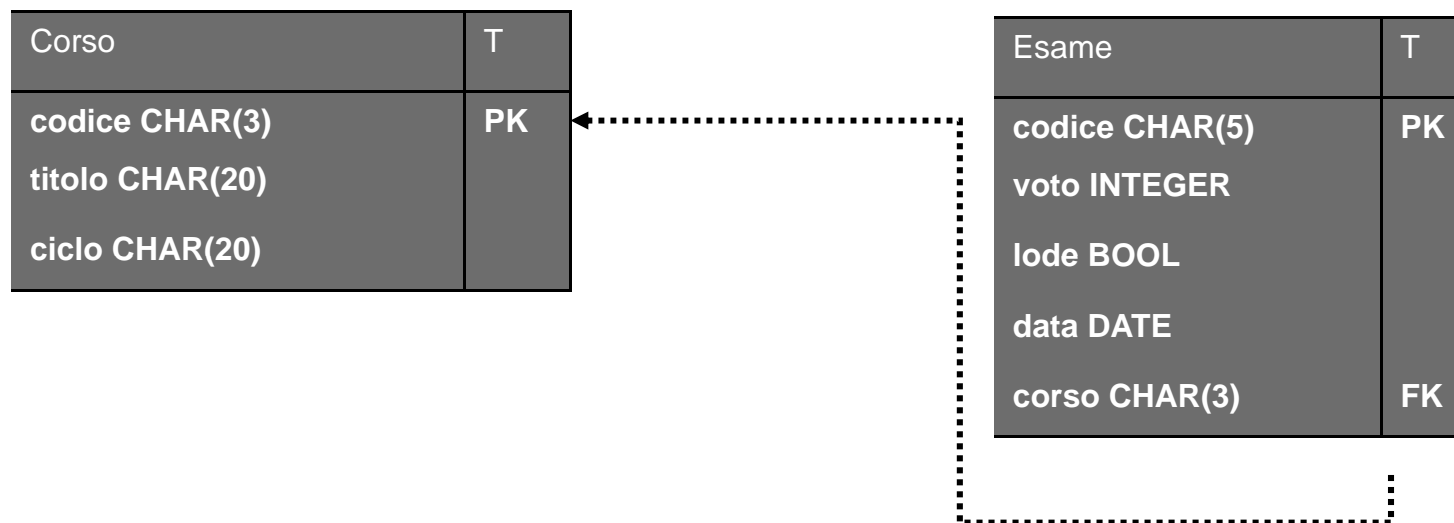 Corso T
codice CHAR(3) PK
titolo CHAR(20)
ciclo CHAR(20)
Esame T
codice CHAR(5) PK
voto INTEGER
lode BOOL
data DATE
corso CHAR(3) FK